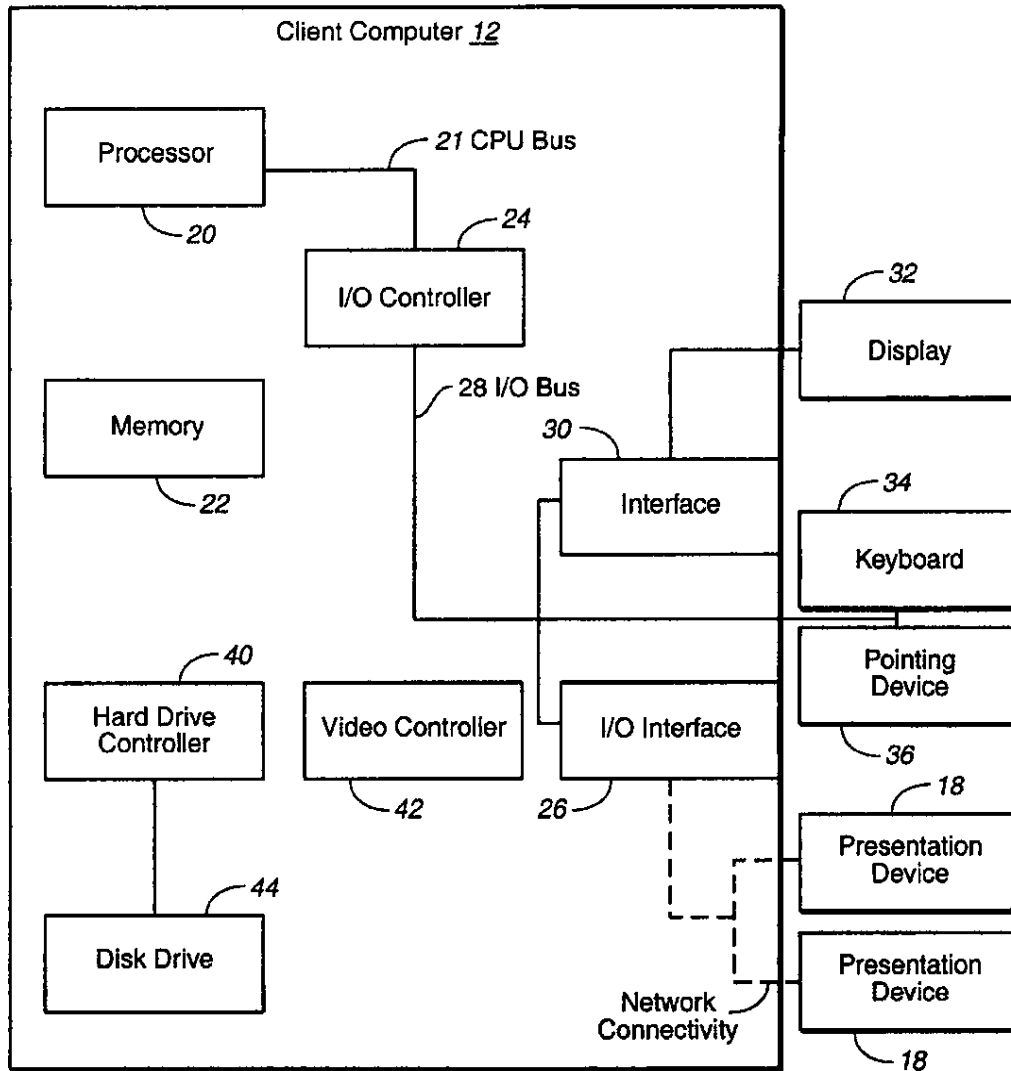 Client Computer 12
Processor
20
21 CPU Bus
24
I/O Controller
32
Display
28 I/O Bus
Memory
22
30
Interface
34
Keyboard
Pointing
Device
36
40
Hard Drive
Controller
Video Controller
42
I/O Interface
26
18
Presentation
Device
44
Disk Drive
Network
Connectivity
Presentation
Device
18